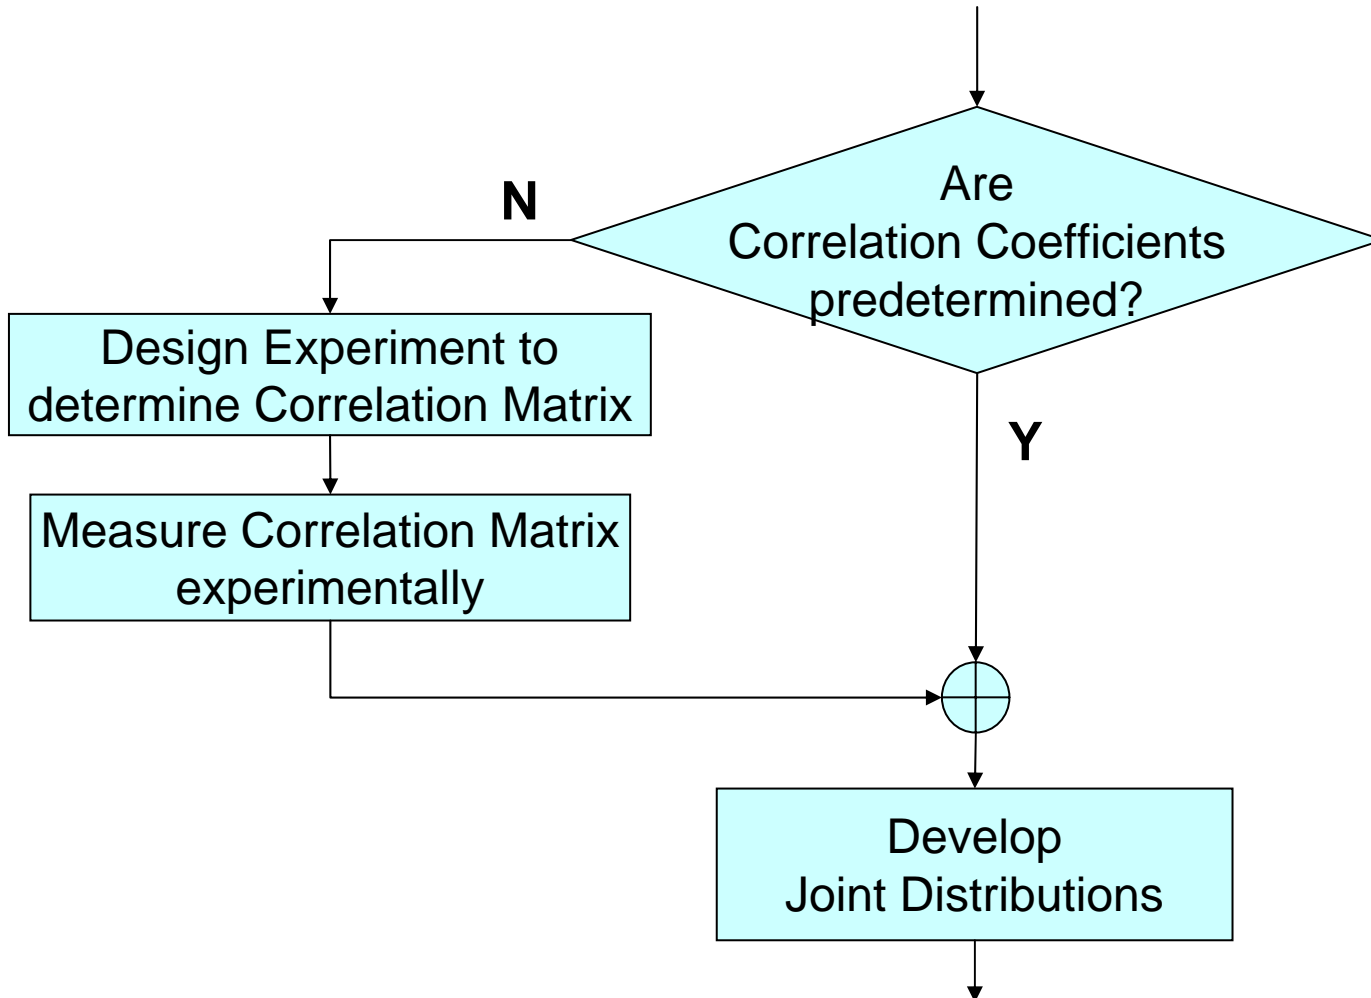 Are
Correlation Coefficients
predetermined?
N
Design Experiment to
determine Correlation Matrix
Y
Measure Correlation Matrix
experimentally
Develop
Joint Distributions